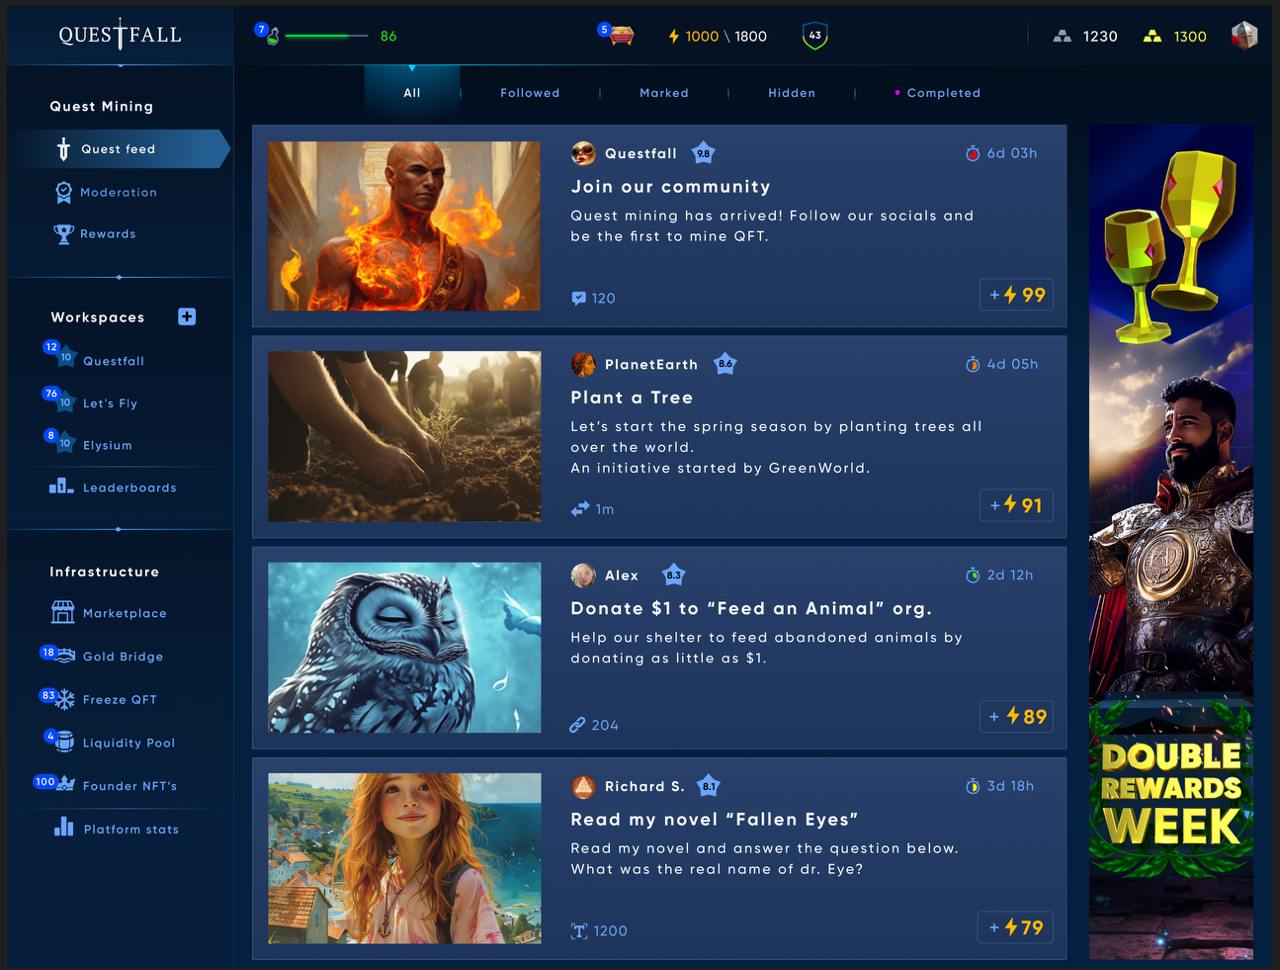 QUESTFALL
7
86
5
1000 \ 1800
43
1230
1300
Quest Mining
Quest feed
Moderation
Rewards
Workspaces
12
10
Questfall
76
10
Let's Fly
8
10
Elysium
1
Leaderboards
Infrastructure
Marketplace
18
Gold Bridge
83
Freeze QFT
4
Liquidity Pool
100
Founder NFT's
Platform stats
All
Followed
Marked
Hidden
Completed
Questfall
9.8
6d 03h
Join our community
Quest mining has arrived! Follow our socials and
be the first to mine QFT.
120
+ 99
PlanetEarth
8.6
4d 05h
Plant a Tree
Let's start the spring season by planting trees all
over the world.
An initiative started by GreenWorld.
1m
+ 91
Alex
8.3
2d 12h
Donate $1 to “Feed an Animal” org.
Help our shelter to feed abandoned animals by
donating as little as $1.
204
+ 89
Richard S.
8.1
3d 18h
Read my novel “Fallen Eyes”
Read my novel and answer the question below.
What was the real name of dr. Eye?
T
1200
+ 79
DOUBLE
REWARDS
WEEK